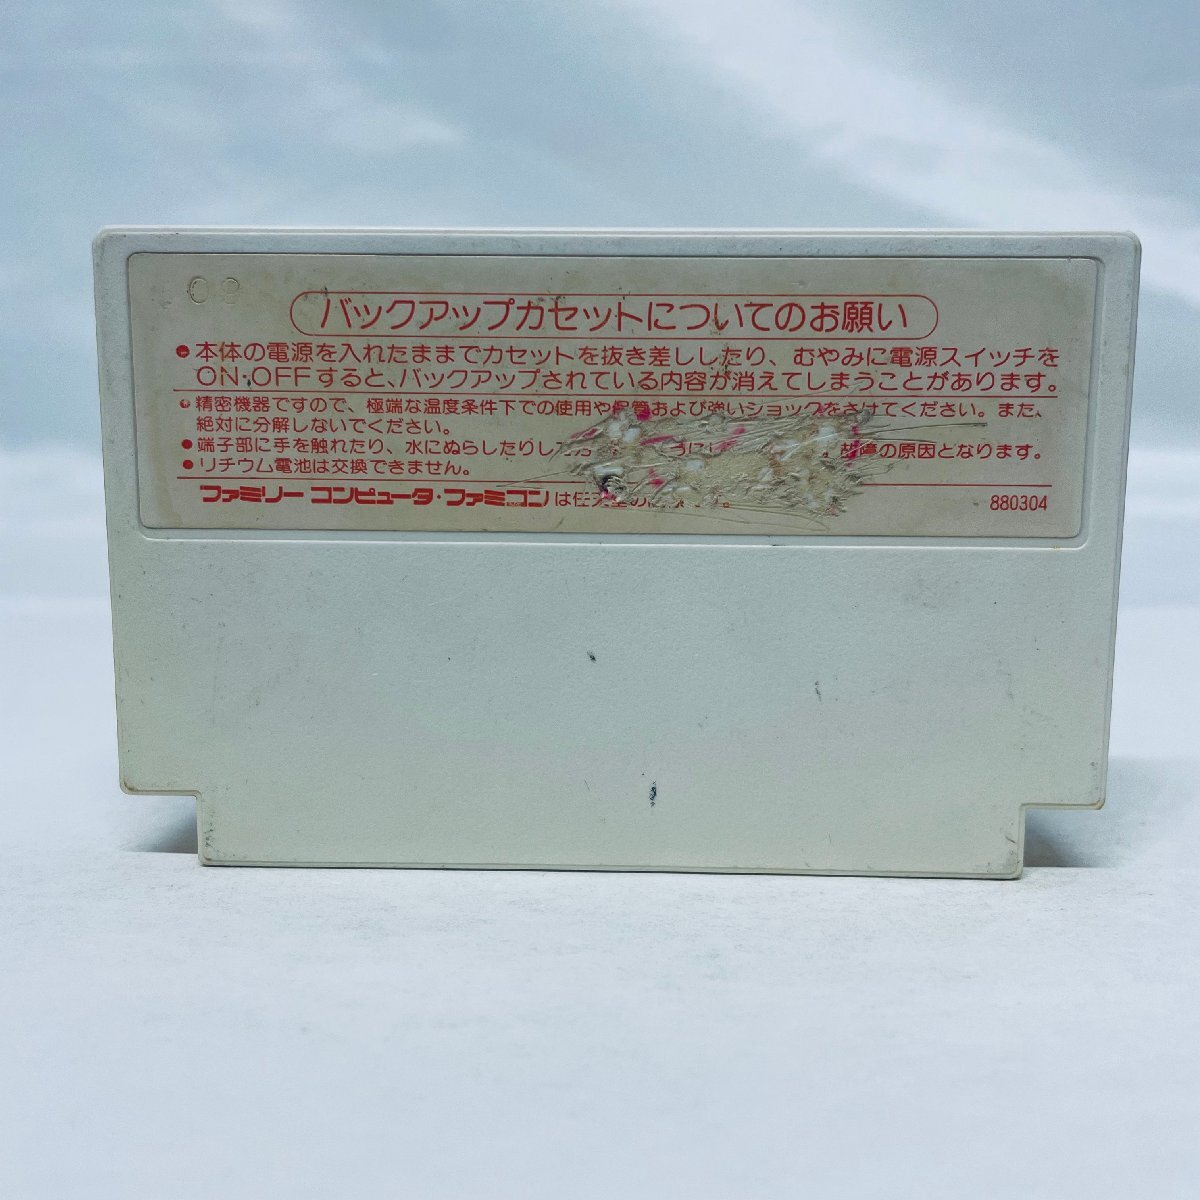 09
バックアップカセットについてのお願い
●本体の電源を入れたままでカセットを抜き差ししたり、むやみに電源スイッチを
ON・OFFすると、バックアップされている内容が消えてしまうことがあります。
●精密機器ですので、極端な温度条件下での使用や保管および強いショックをさけてください。また、
絶対に分解しないでください。
●端子部に手を触れたり、水にぬらしたりし 故障の原因となります。
●リチウム電池は交換できません。
ファミリーコンピュータ・ファミコンは任天堂の です。 880304